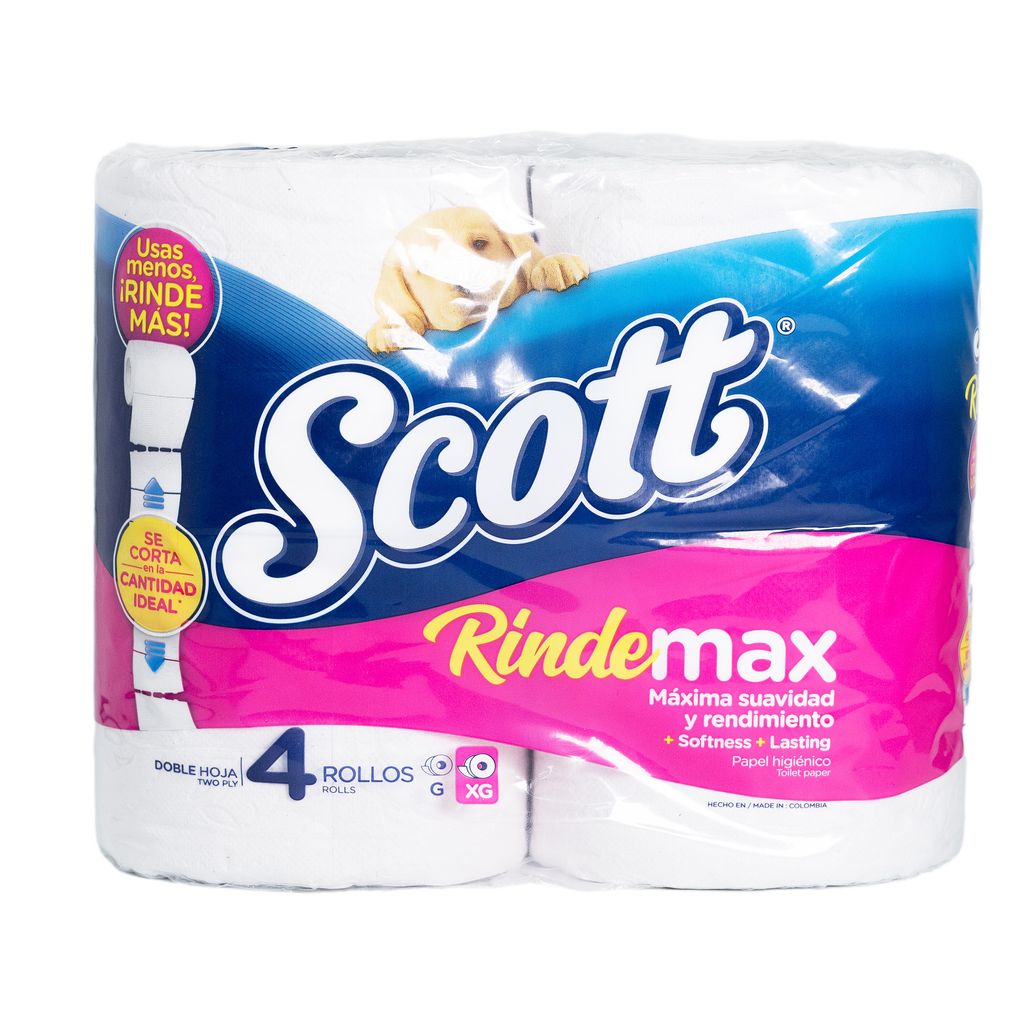 Usas
menos,
¡RINDE
MÁS!
Scott®
SE
CORTA
en la
CANTIDAD
IDEAL*
Rindemax
Máxima suavidad
y rendimiento
+ Softness + Lasting
Papel higiénico
Toilet paper
DOBLE HOJA
TWO PLY
4 ROLLOS
ROLLS
G
XG
HECHO EN / MADE IN : COLOMBIA